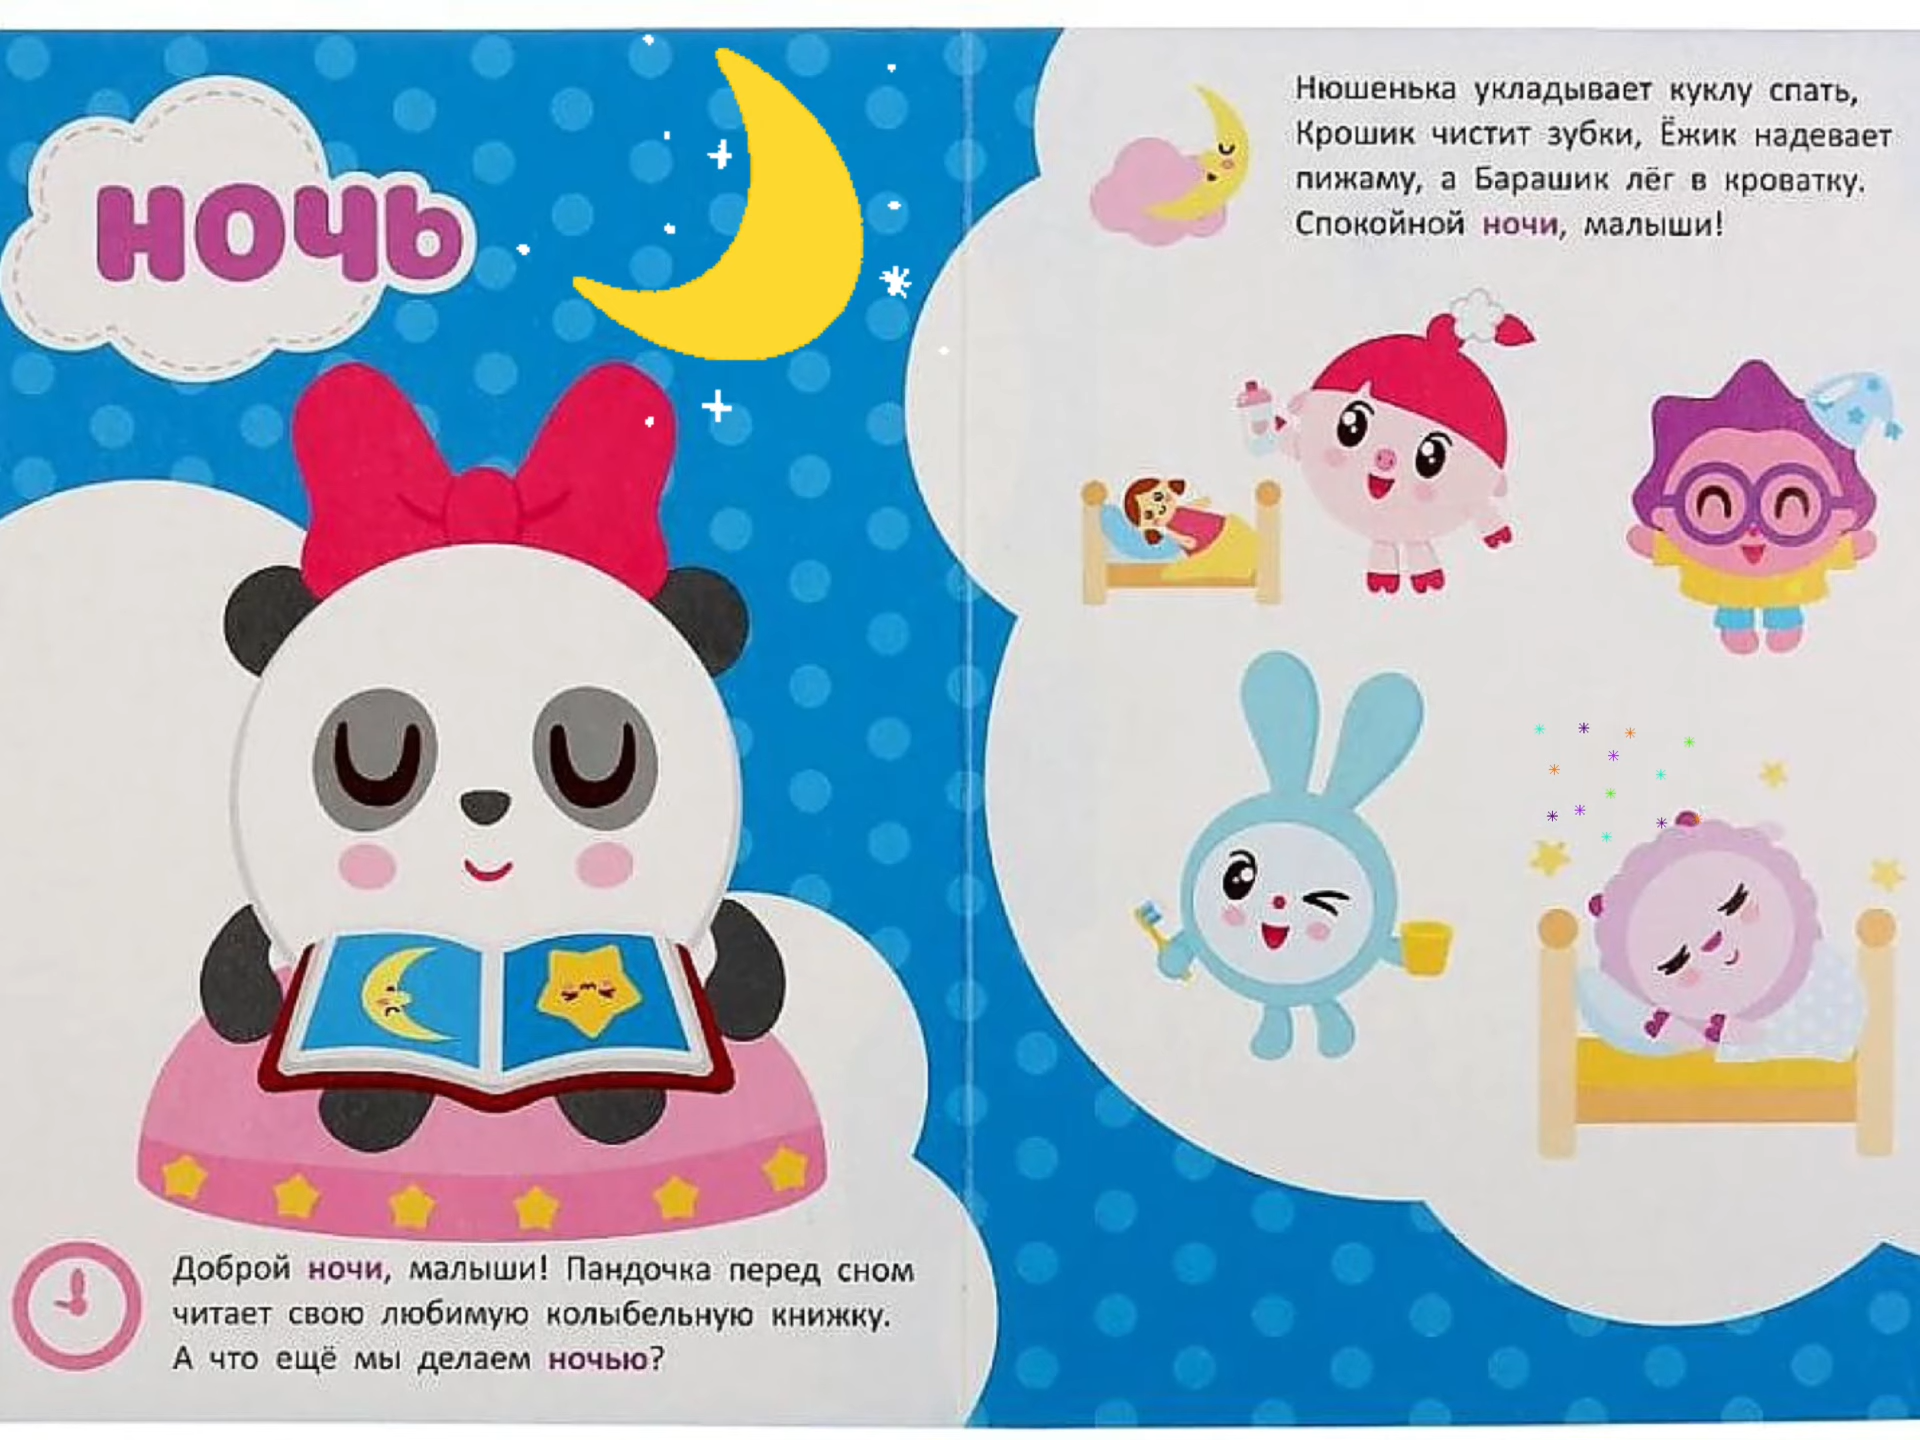 НОЧЬ
Доброй ночи, малыши! Пандочка перед сном
читает свою любимую колыбельную книжку.
А что ещё мы делаем ночью?
Нюшенька укладывает куклу спать,
Крошик чистит зубки, Ёжик надевает
пижаму, а Барашик лёг в кроватку.
Спокойной ночи, малыши!